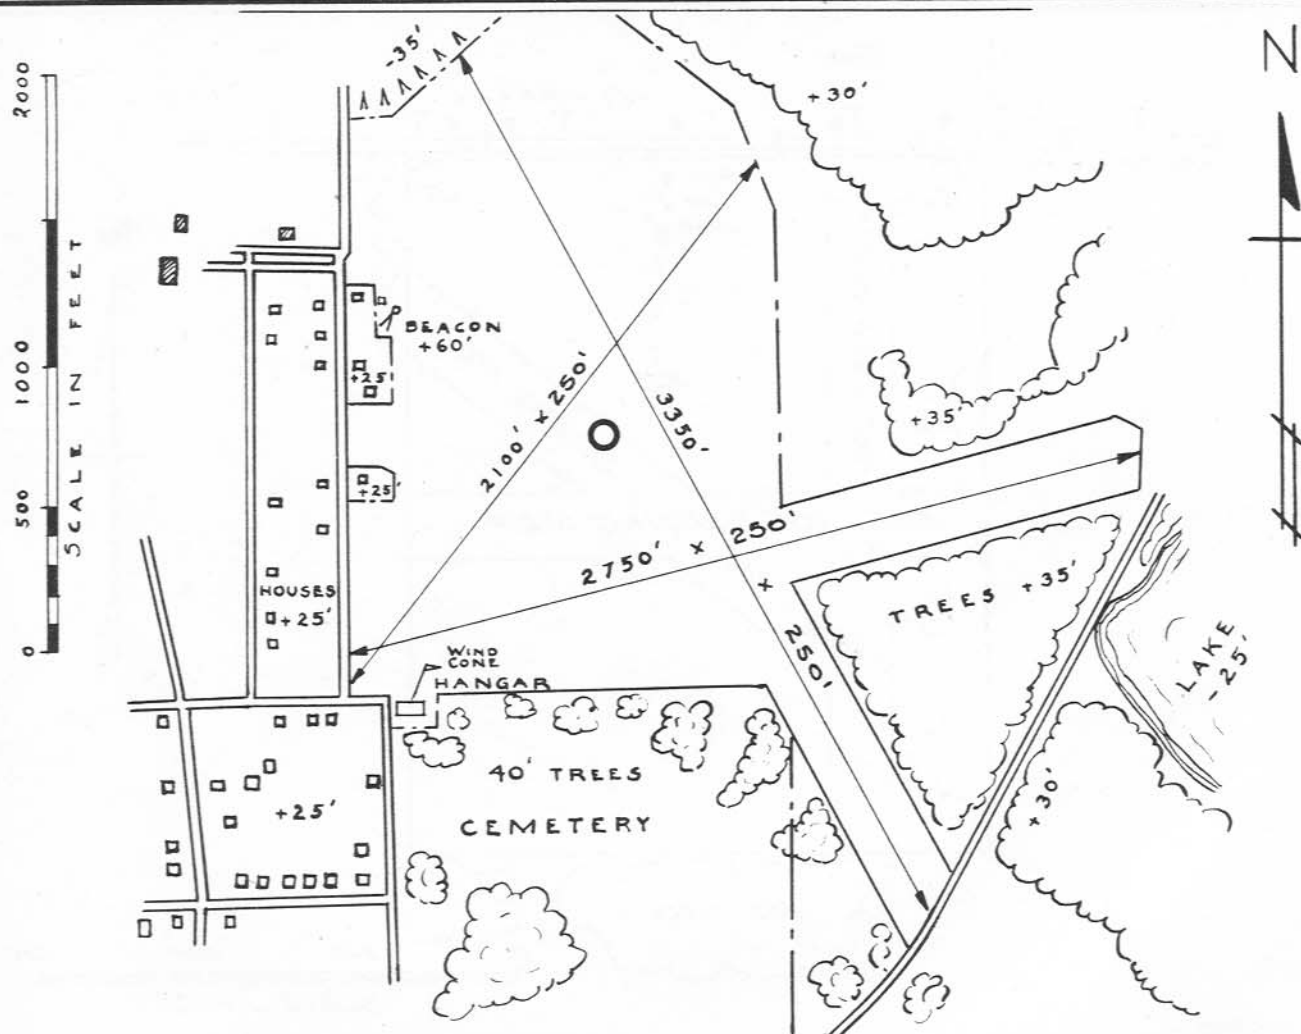 -35'
N
+30'
2000
SCALE IN FEET
1000
500
0
BEACON
+60'
+25'
+25'
2100' x 250'
3350' x 250'
2750' x 250'
+35'
HOUSES
+25'
WIND
CONE
HANGAR
TREES +35'
LAKE
-25'
40' TREES
CEMETERY
+25'
+30'